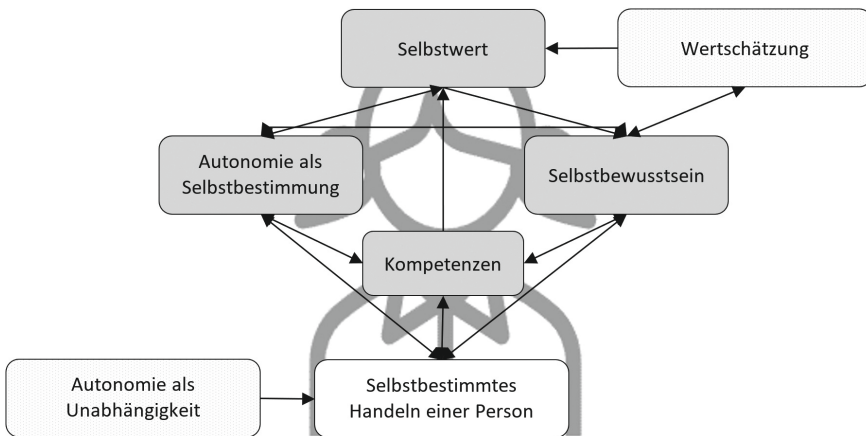 Selbstwert
Wertschätzung
Autonomie als
Selbstbestimmung
Selbstbewusstsein
Kompetenzen
Autonomie als
Unabhängigkeit
Selbstbestimmtes
Handeln einer Person